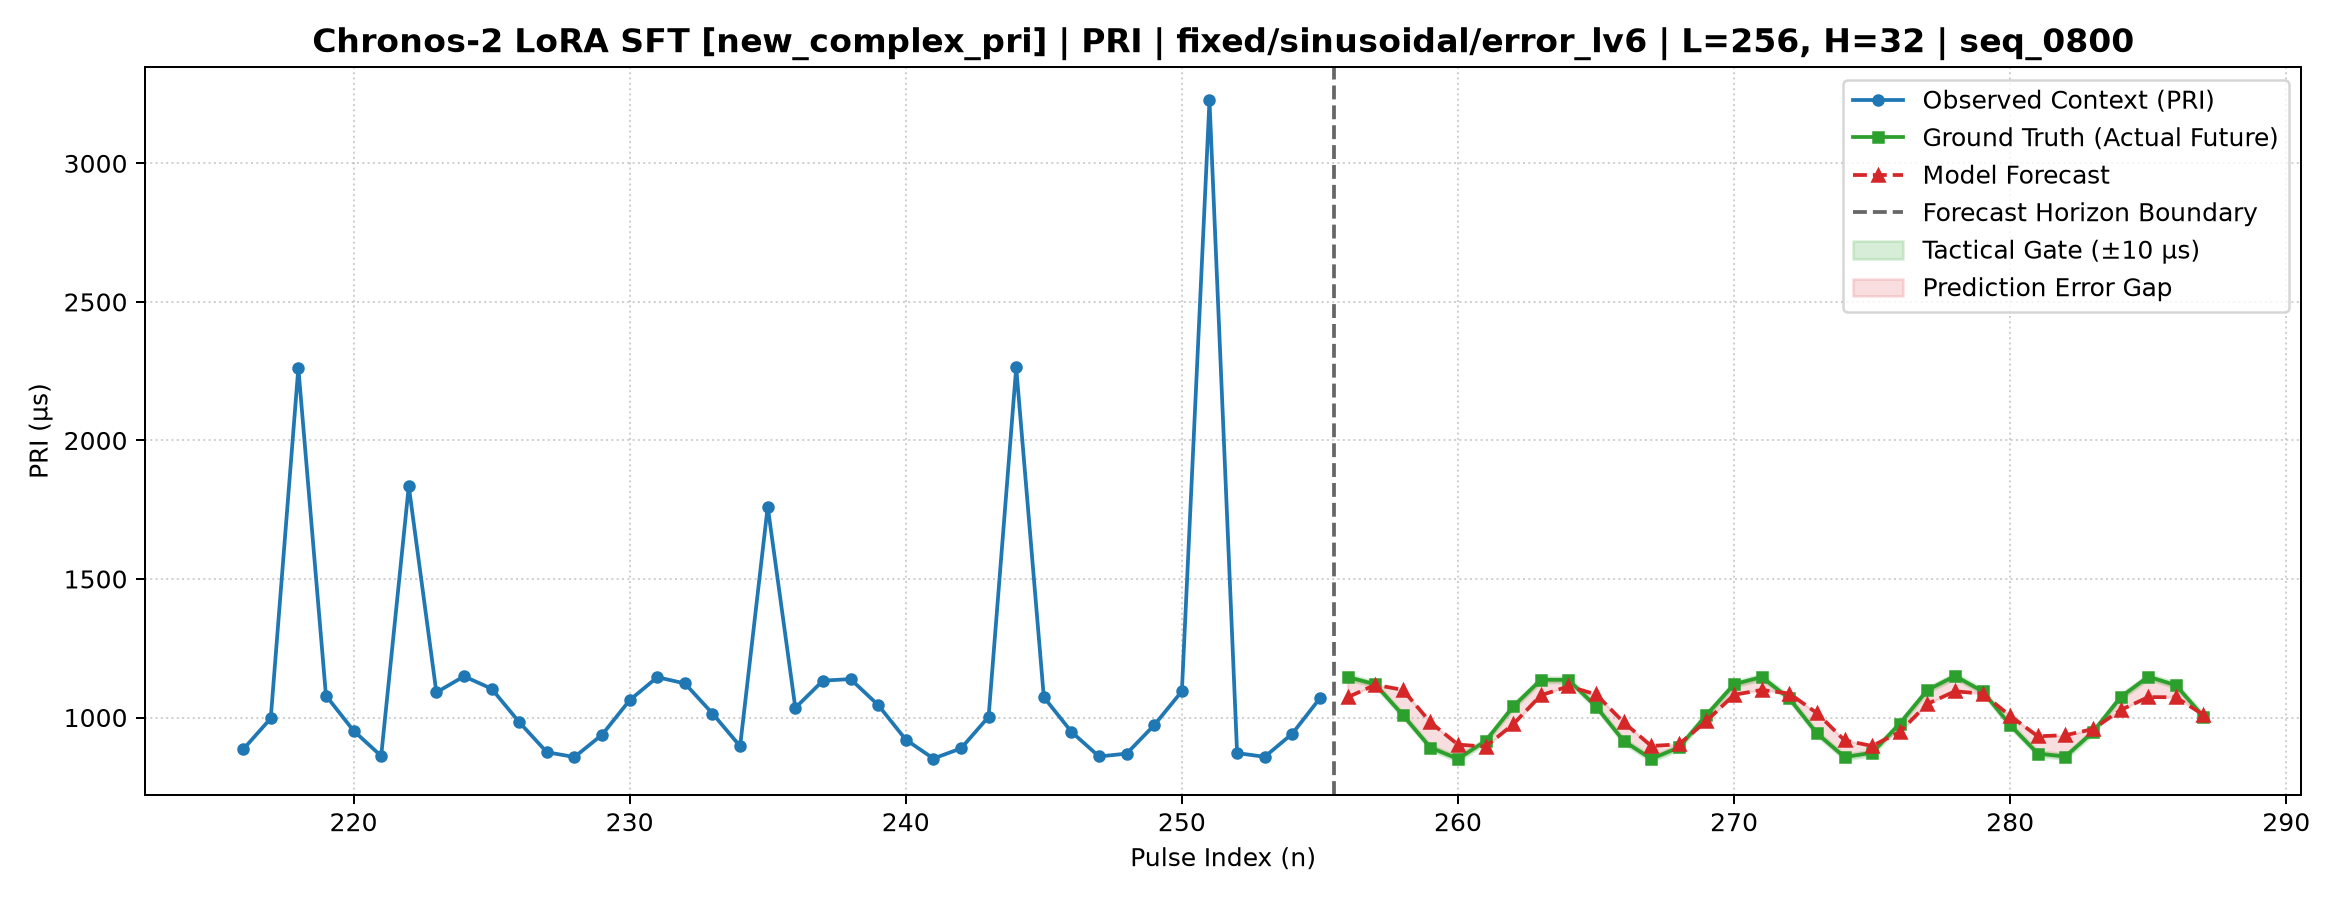 Chronos-2 LoRA SFT [new_complex_pri] | PRI | fixed/sinusoidal/error_lv6 | L=256, H=32 | seq_0800
Observed Context (PRI)
Ground Truth (Actual Future)
Model Forecast
Forecast Horizon Boundary
Tactical Gate (±10 μs)
Prediction Error Gap
PRI (μs)
3000
2500
2000
1500
1000
220 230 240 250 260 270 280 290
Pulse Index (n)